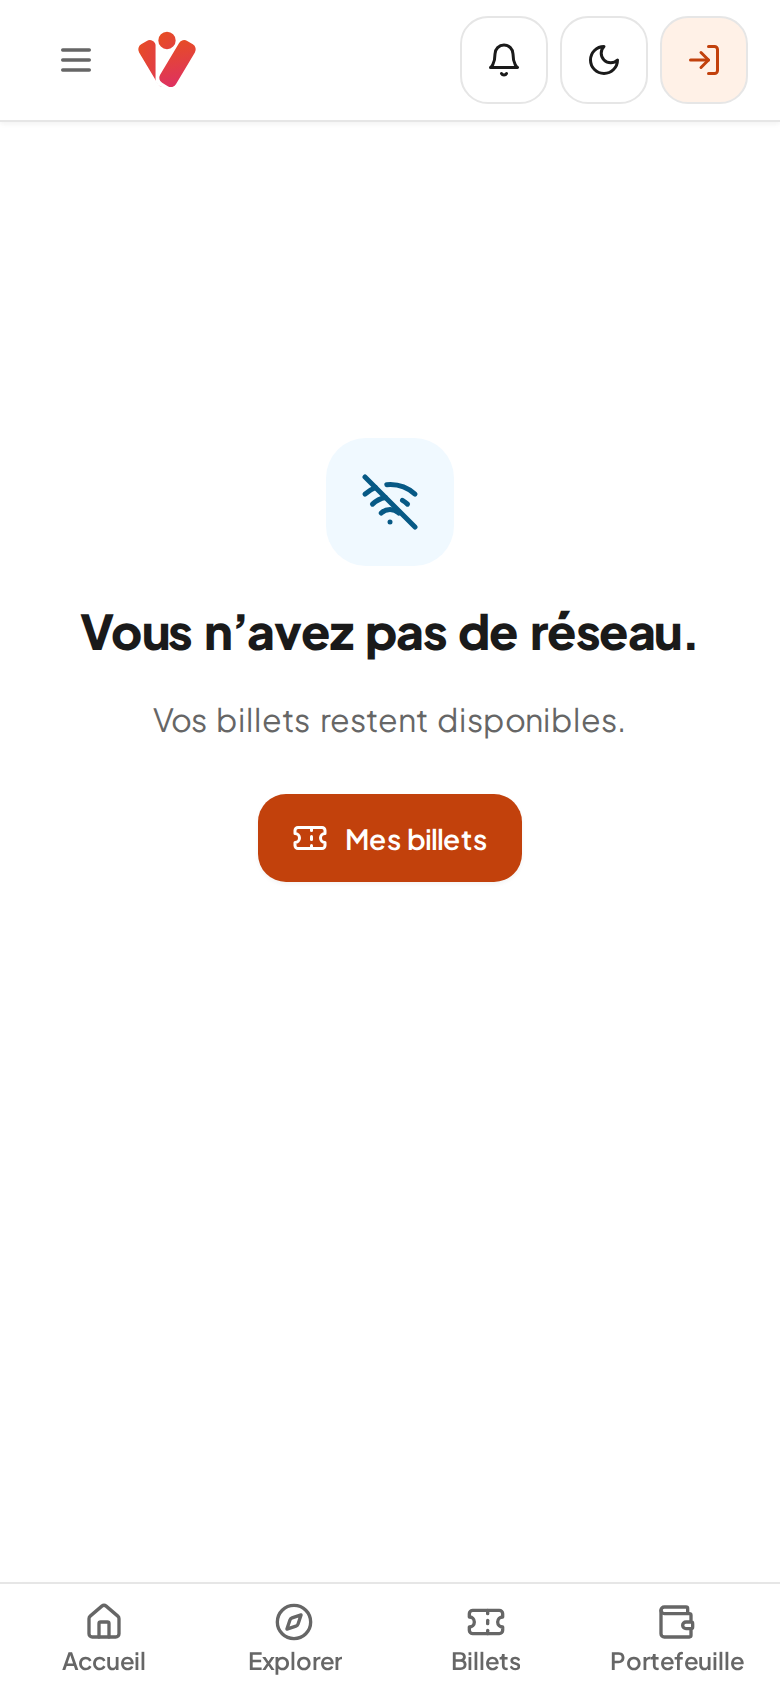 Vous n’avez pas de réseau.
Vos billets restent disponibles.
Mes billets
Accueil
Explorer
Billets
Portefeuille